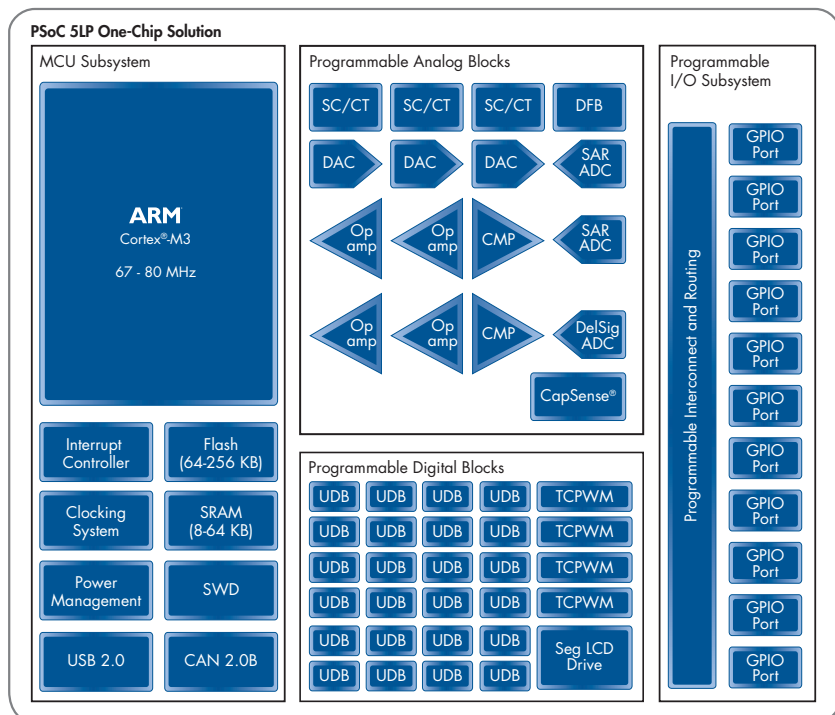 PSoC 5LP One-Chip Solution
MCU Subsystem
ARM
Cortex®-M3
67 - 80 MHz
Interrupt
Controller
Flash
(64-256 KB)
Clocking
System
SRAM
(8-64 KB)
Power
Management
SWD
USB 2.0
CAN 2.0B
Programmable Analog Blocks
SC/CT
SC/CT
SC/CT
DFB
DAC
DAC
DAC
SAR
ADC
Op
amp
Op
amp
CMP
SAR
ADC
Op
amp
Op
amp
CMP
DelSig
ADC
CapSense®
Programmable Digital Blocks
UDB
UDB
UDB
UDB
TCPWM
UDB
UDB
UDB
UDB
TCPWM
UDB
UDB
UDB
UDB
TCPWM
UDB
UDB
UDB
UDB
TCPWM
UDB
UDB
UDB
UDB
Seg LCD
Drive
UDB
UDB
UDB
UDB
Programmable
I/O Subsystem
Programmable Interconnect and Routing
GPIO
Port
GPIO
Port
GPIO
Port
GPIO
Port
GPIO
Port
GPIO
Port
GPIO
Port
GPIO
Port
GPIO
Port
GPIO
Port
GPIO
Port